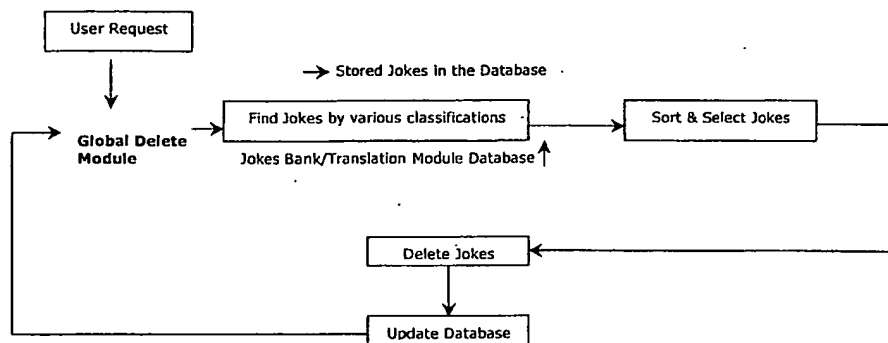 User Request
→ Stored Jokes in the Database
Find Jokes by various classifications
Sort & Select Jokes
Global Delete
Module
Jokes Bank/Translation Module Database
Delete Jokes
Update Database